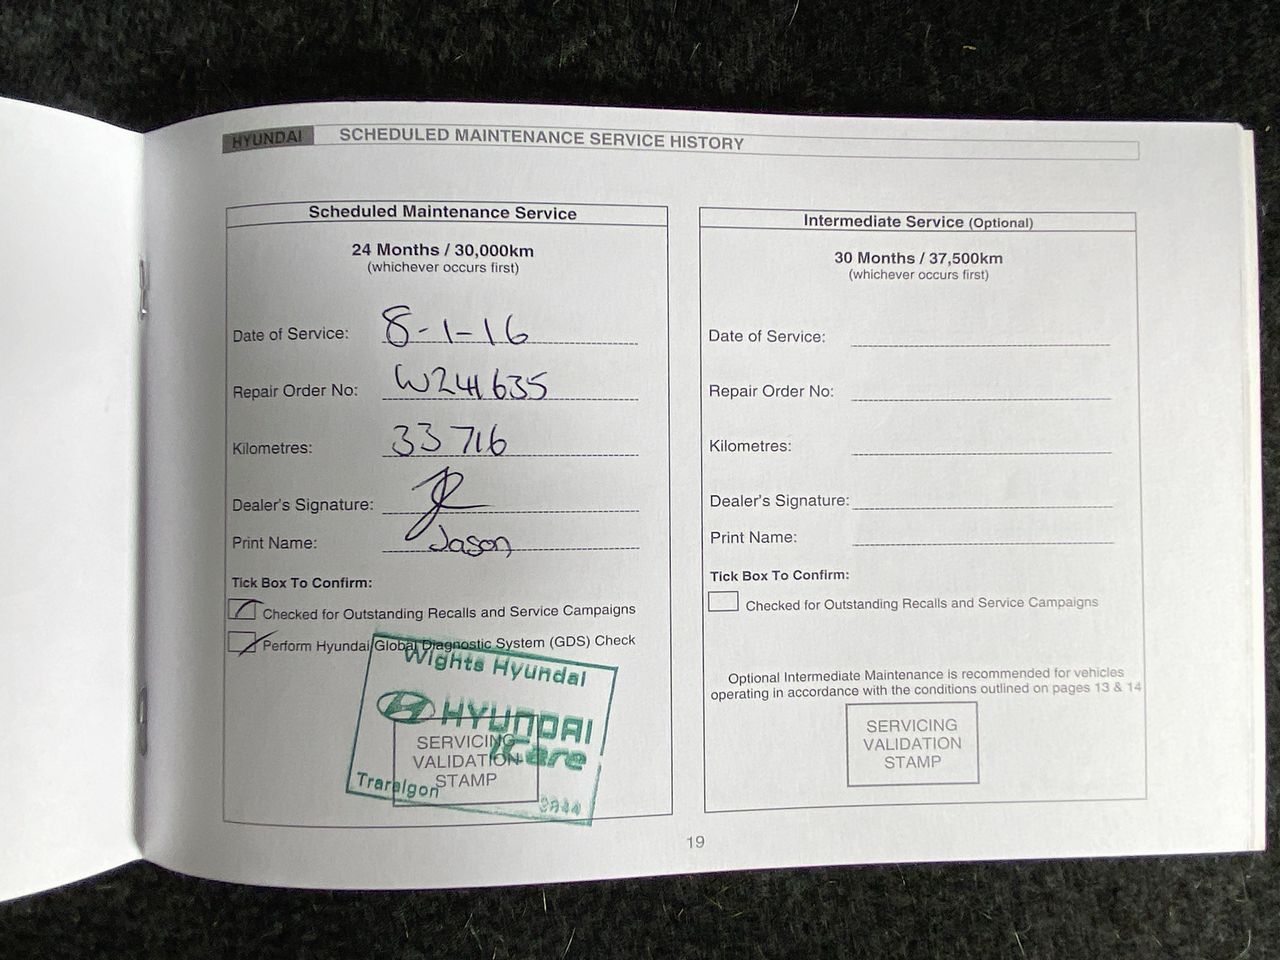 HYUNDAI SCHEDULED MAINTENANCE SERVICE HISTORY
Scheduled Maintenance Service
24 Months / 30,000km
(whichever occurs first)
Date of Service: 8-1-16
Repair Order No: W241635
Kilometres: 33716
Dealer's Signature:
Print Name: Jason
Tick Box To Confirm:
Checked for Outstanding Recalls and Service Campaigns
Perform Hyundai Global Diagnostic System (GDS) Check
Wights Hyundai
HYUNDAI
iCare
SERVICING
VALIDATION
STAMP
Traralgon 3844
Intermediate Service (Optional)
30 Months / 37,500km
(whichever occurs first)
Date of Service:
Repair Order No:
Kilometres:
Dealer's Signature:
Print Name:
Tick Box To Confirm:
Checked for Outstanding Recalls and Service Campaigns
Optional Intermediate Maintenance is recommended for vehicles
operating in accordance with the conditions outlined on pages 13 & 14
SERVICING
VALIDATION
STAMP
19